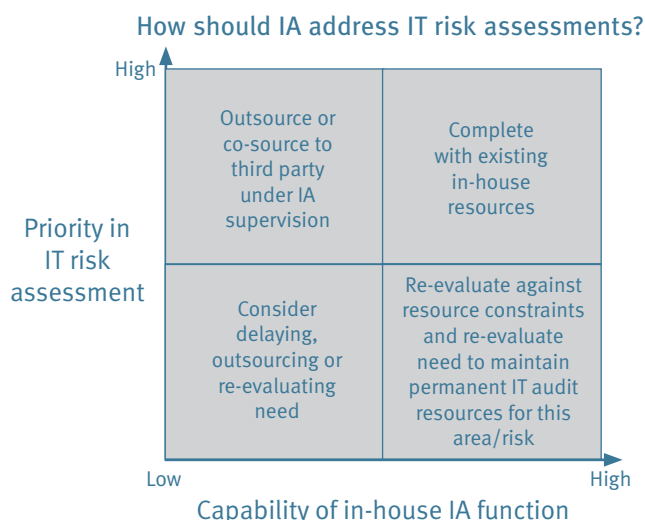 How should IA address IT risk assessments?
High
Outsource or
co-source to
third party
under IA
supervision
Complete
with existing
in-house
resources
Priority in
IT risk
assessment
Consider
delaying,
outsourcing or
re-evaluating
need
Re-evaluate against
resource constraints
and re-evaluate
need to maintain
permanent IT audit
resources for this
area/risk
Low
High
Capability of in-house IA function